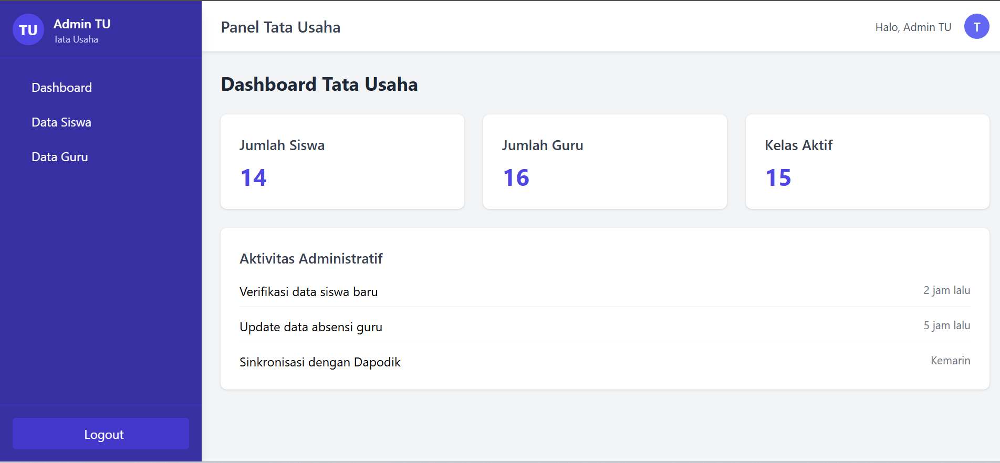 TU
Admin TU
Tata Usaha
Dashboard
Data Siswa
Data Guru
Logout
Panel Tata Usaha
Halo, Admin TU
T
Dashboard Tata Usaha
Jumlah Siswa
14
Jumlah Guru
16
Kelas Aktif
15
Aktivitas Administratif
Verifikasi data siswa baru
2 jam lalu
Update data absensi guru
5 jam lalu
Sinkronisasi dengan Dapodik
Kemarin